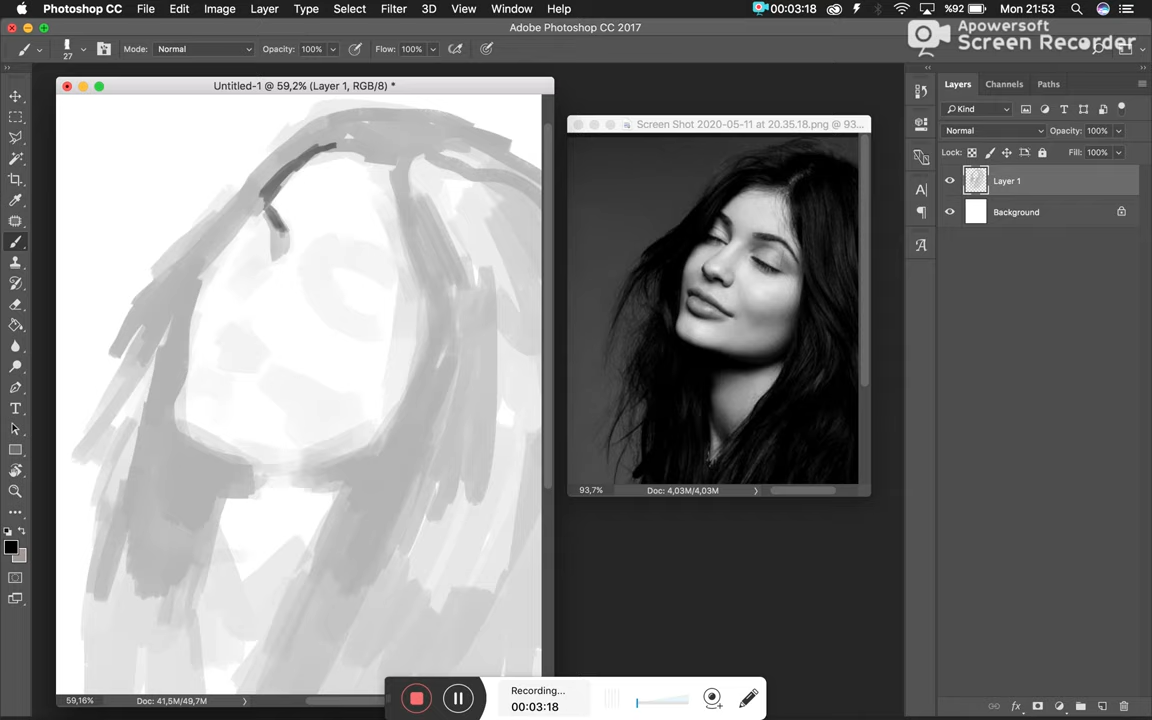 Photoshop CC File Edit Image Layer Type Select Filter 3D View Window Help 00:03:18 %92 Mon 21:53
Adobe Photoshop CC 2017
Apowersoft
Screen Recorder
27 Mode: Normal Opacity: 100% Flow: 100%
Untitled-1 @ 59,2% (Layer 1, RGB/8) *
Screen Shot 2020-05-11 at 20.35.18.png @ 93...
Layers Channels Paths
Kind
Normal Opacity: 100%
Lock: Fill: 100%
Layer 1
Background
93,7% Doc: 4,03M/4,03M
59,16% Doc: 41,5M/49,7M
Recording...
00:03:18